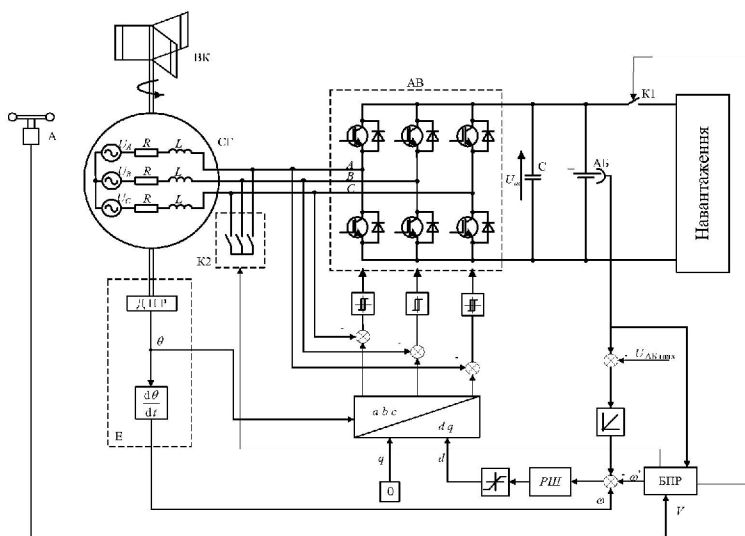 ВК
АВ
К1
А
СГ
U_A R L
U_B R L
U_C R L
A
B
C
U_dc
C
АБ
Навантаження
К2
ДПР
θ
U_АБ max
dθ
dt
a b c
d q
Е
q
d
РШ
ω
ω*
БПР
0
V